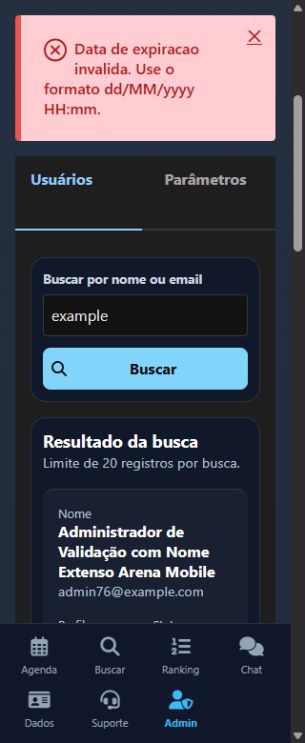 Data de expiracao
invalida. Use o
formato dd/MM/yyyy
HH:mm.
Usuários Parâmetros
Buscar por nome ou email
example
Buscar
Resultado da busca
Limite de 20 registros por busca.
Nome
Administrador de
Validação com Nome
Extenso Arena Mobile
admin76@example.com
Agenda Buscar Ranking Chat
Dados Suporte Admin